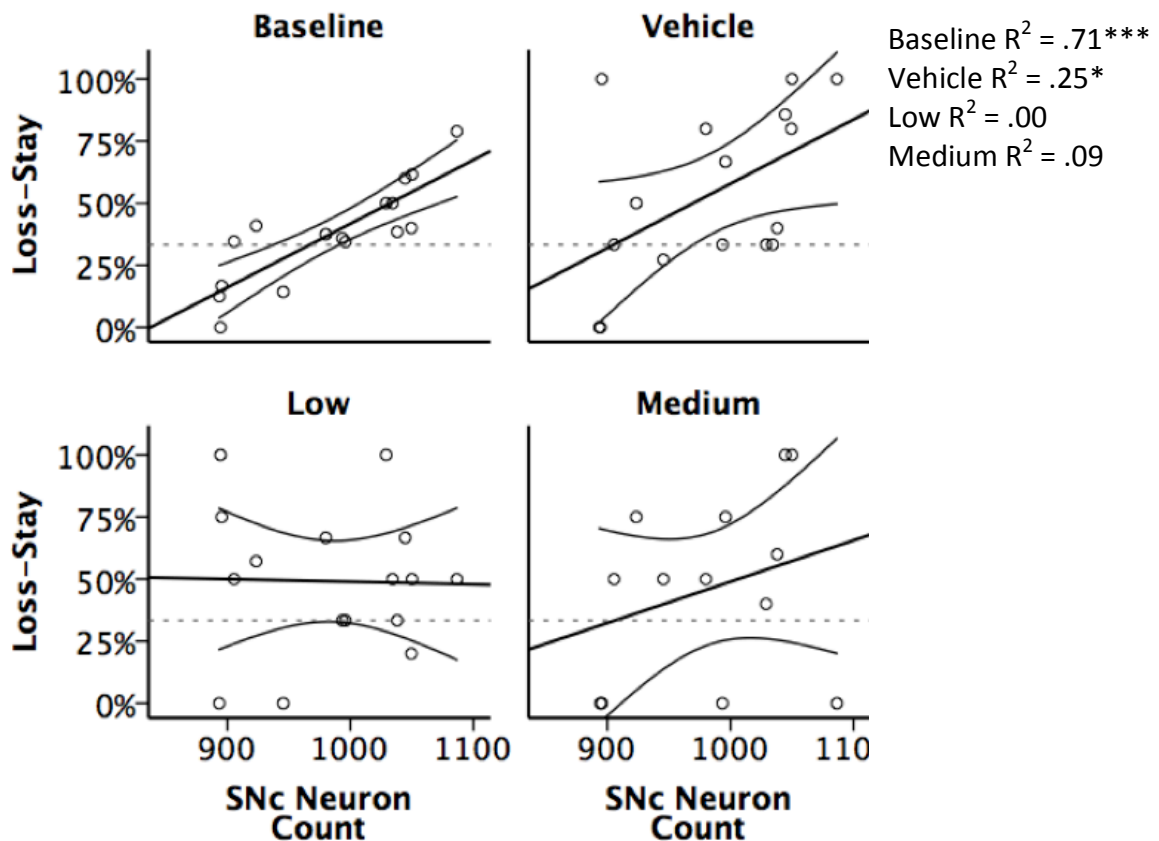 Baseline
Vehicle
Baseline R² = .71***
Vehicle R² = .25*
Low R² = .00
Medium R² = .09
Loss-Stay
100%
75%
50%
25%
0%
Low
Medium
Loss-Stay
100%
75%
50%
25%
0%
900 1000 1100
900 1000 110
SNc Neuron
Count
SNc Neuron
Count